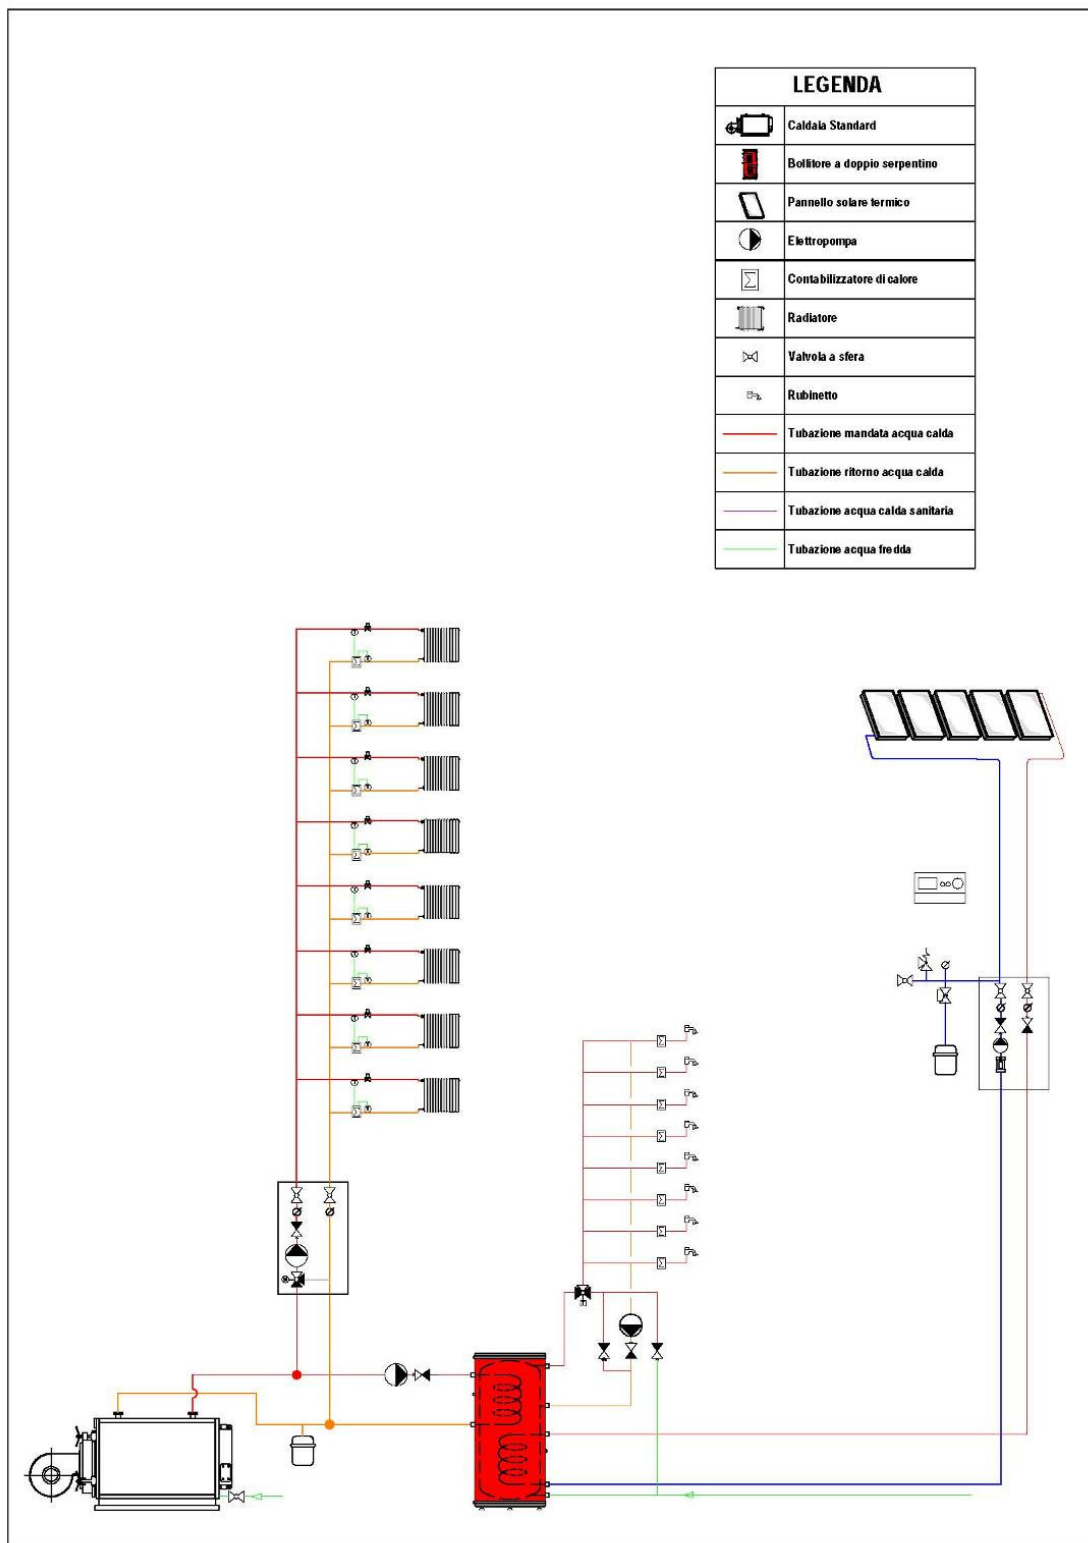 LEGENDA
Caldaia Standard
Bollitore a doppio serpentino
Pannello solare termico
Elettropompa
Contabilizzatore di calore
Radiatore
Valvola a sfera
Rubinetto
Tubazione mandata acqua calda
Tubazione ritorno acqua calda
Tubazione acqua calda sanitaria
Tubazione acqua fredda